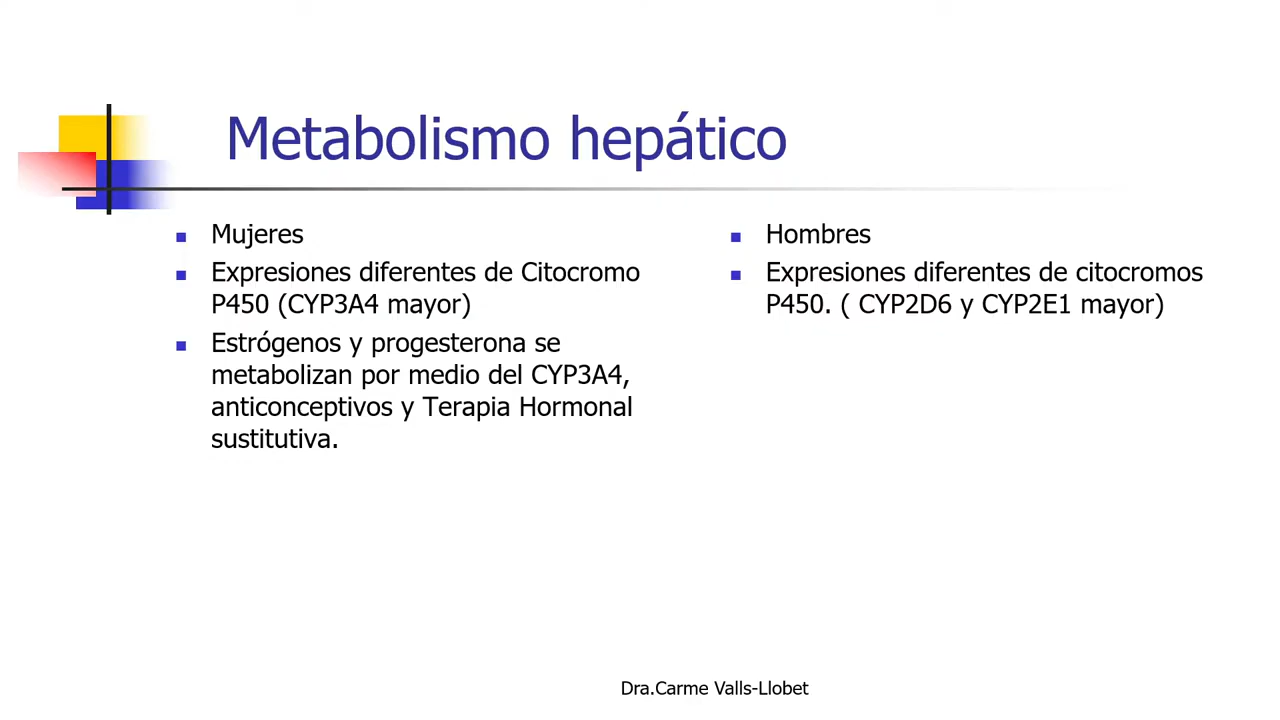 Metabolismo hepático
Mujeres
Expresiones diferentes de Citocromo
P450 (CYP3A4 mayor)
Estrógenos y progesterona se
metabolizan por medio del CYP3A4,
anticonceptivos y Terapia Hormonal
sustitutiva.
Hombres
Expresiones diferentes de citocromos
P450. ( CYP2D6 y CYP2E1 mayor)
Dra.Carme Valls-Llobet